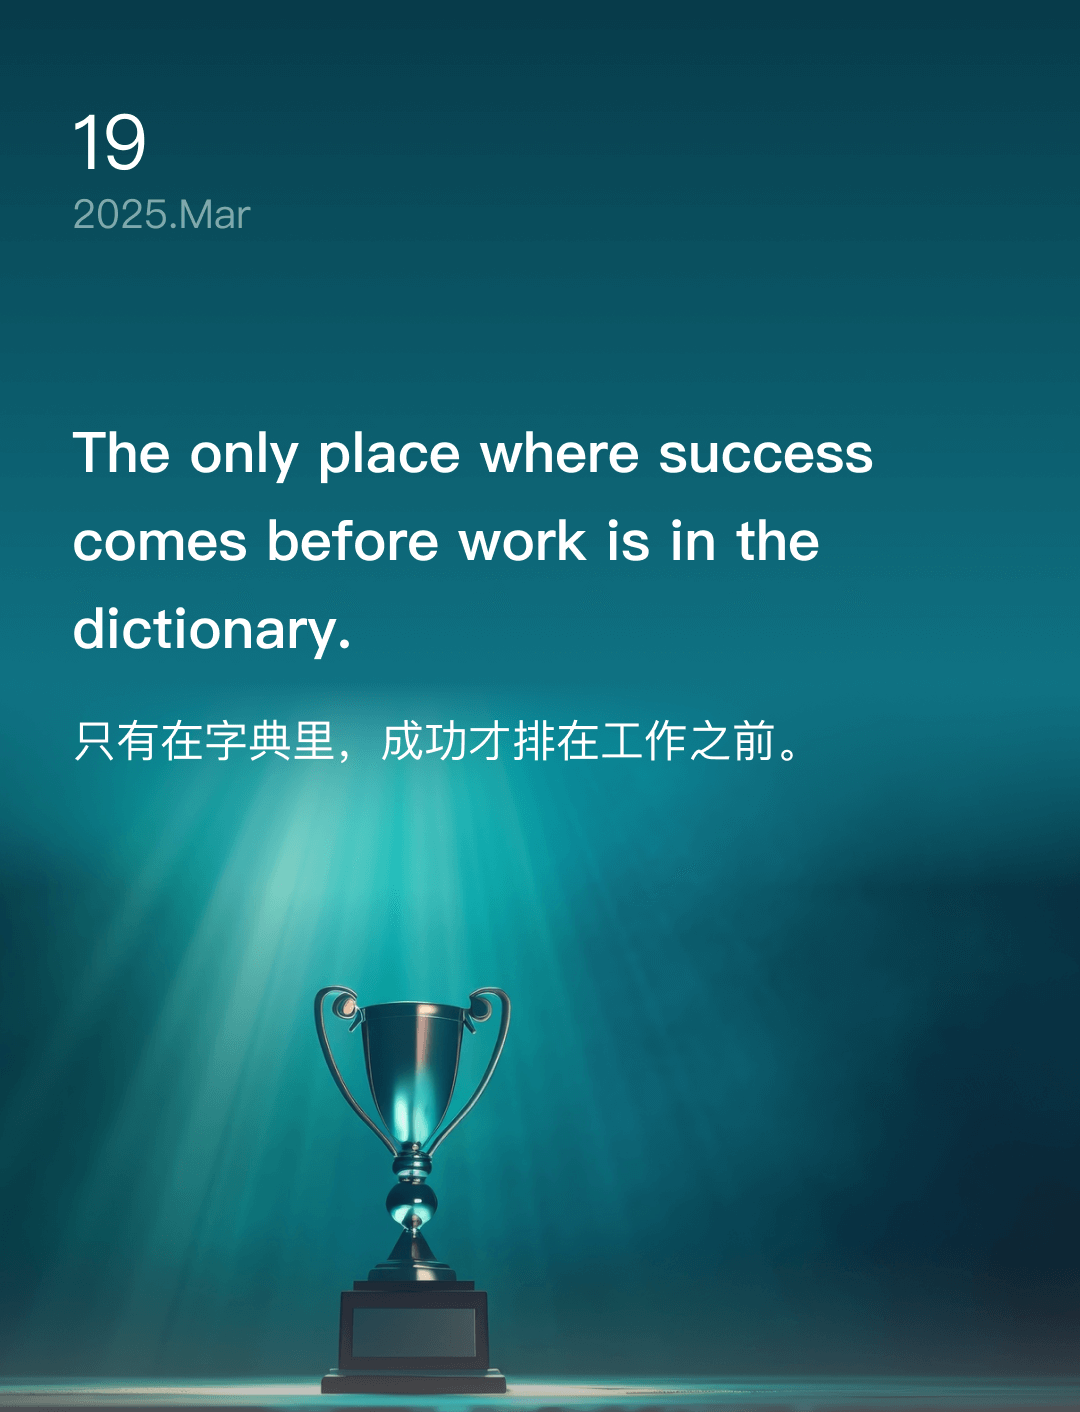 19
2025.Mar
The only place where success
comes before work is in the
dictionary.
只有在字典里，成功才排在工作之前。